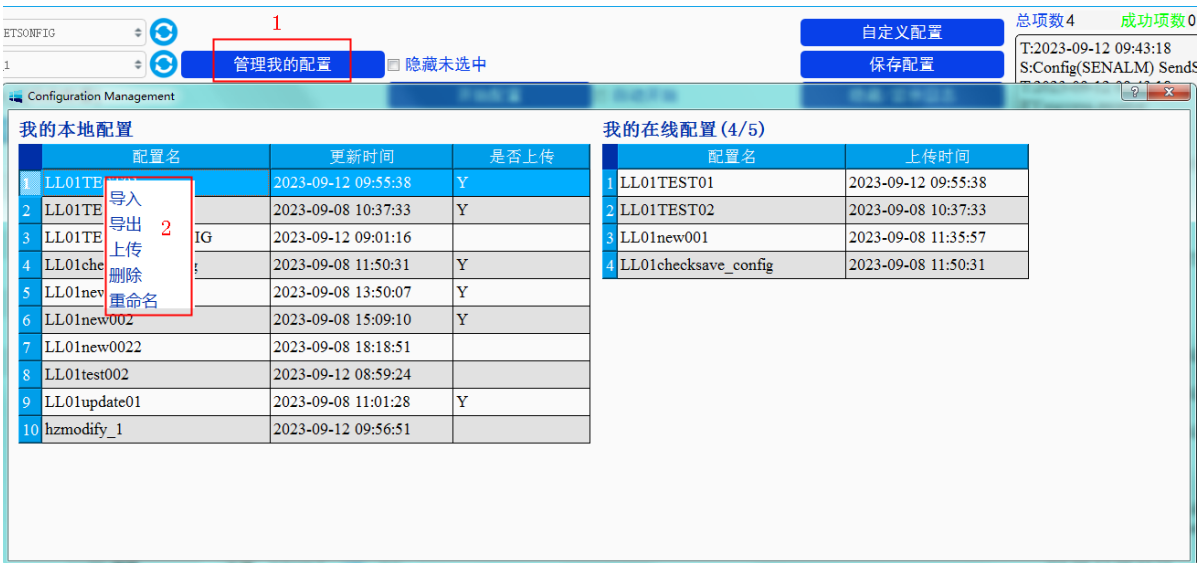 1
总项数4 成功项数0
ETSONFIG
自定义配置
T:2023-09-12 09:43:18
1
管理我的配置
隐藏未选中
保存配置
S:Config(SENALM) SendS
Configuration Management
我的本地配置
我的在线配置(4/5)
配置名 更新时间 是否上传
配置名 上传时间
1 LL01TE 2023-09-12 09:55:38 Y
1 LL01TEST01 2023-09-12 09:55:38
2 LL01TE 2023-09-08 10:37:33 Y
2 LL01TEST02 2023-09-08 10:37:33
3 LL01TE IG 2023-09-12 09:01:16
3 LL01new001 2023-09-08 11:35:57
4 LL01che 2023-09-08 11:50:31 Y
4 LL01checksave_config 2023-09-08 11:50:31
5 LL01new 2023-09-08 13:50:07 Y
6 LL01new002 2023-09-08 15:09:10 Y
7 LL01new0022 2023-09-08 18:18:51
8 LL01test002 2023-09-12 08:59:24
9 LL01update01 2023-09-08 11:01:28 Y
10 hzmodify_1 2023-09-12 09:56:51
导入
导出
2
上传
删除
重命名